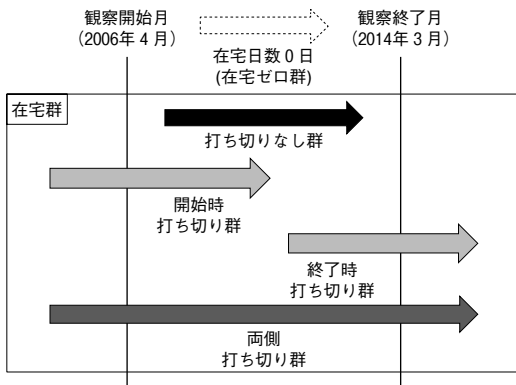 観察開始月
（2006年４月）
観察終了月
（2014年３月）
在宅日数０日
(在宅ゼロ群)
在宅群
打ち切りなし群
開始時
打ち切り群
終了時
打ち切り群
両側
打ち切り群